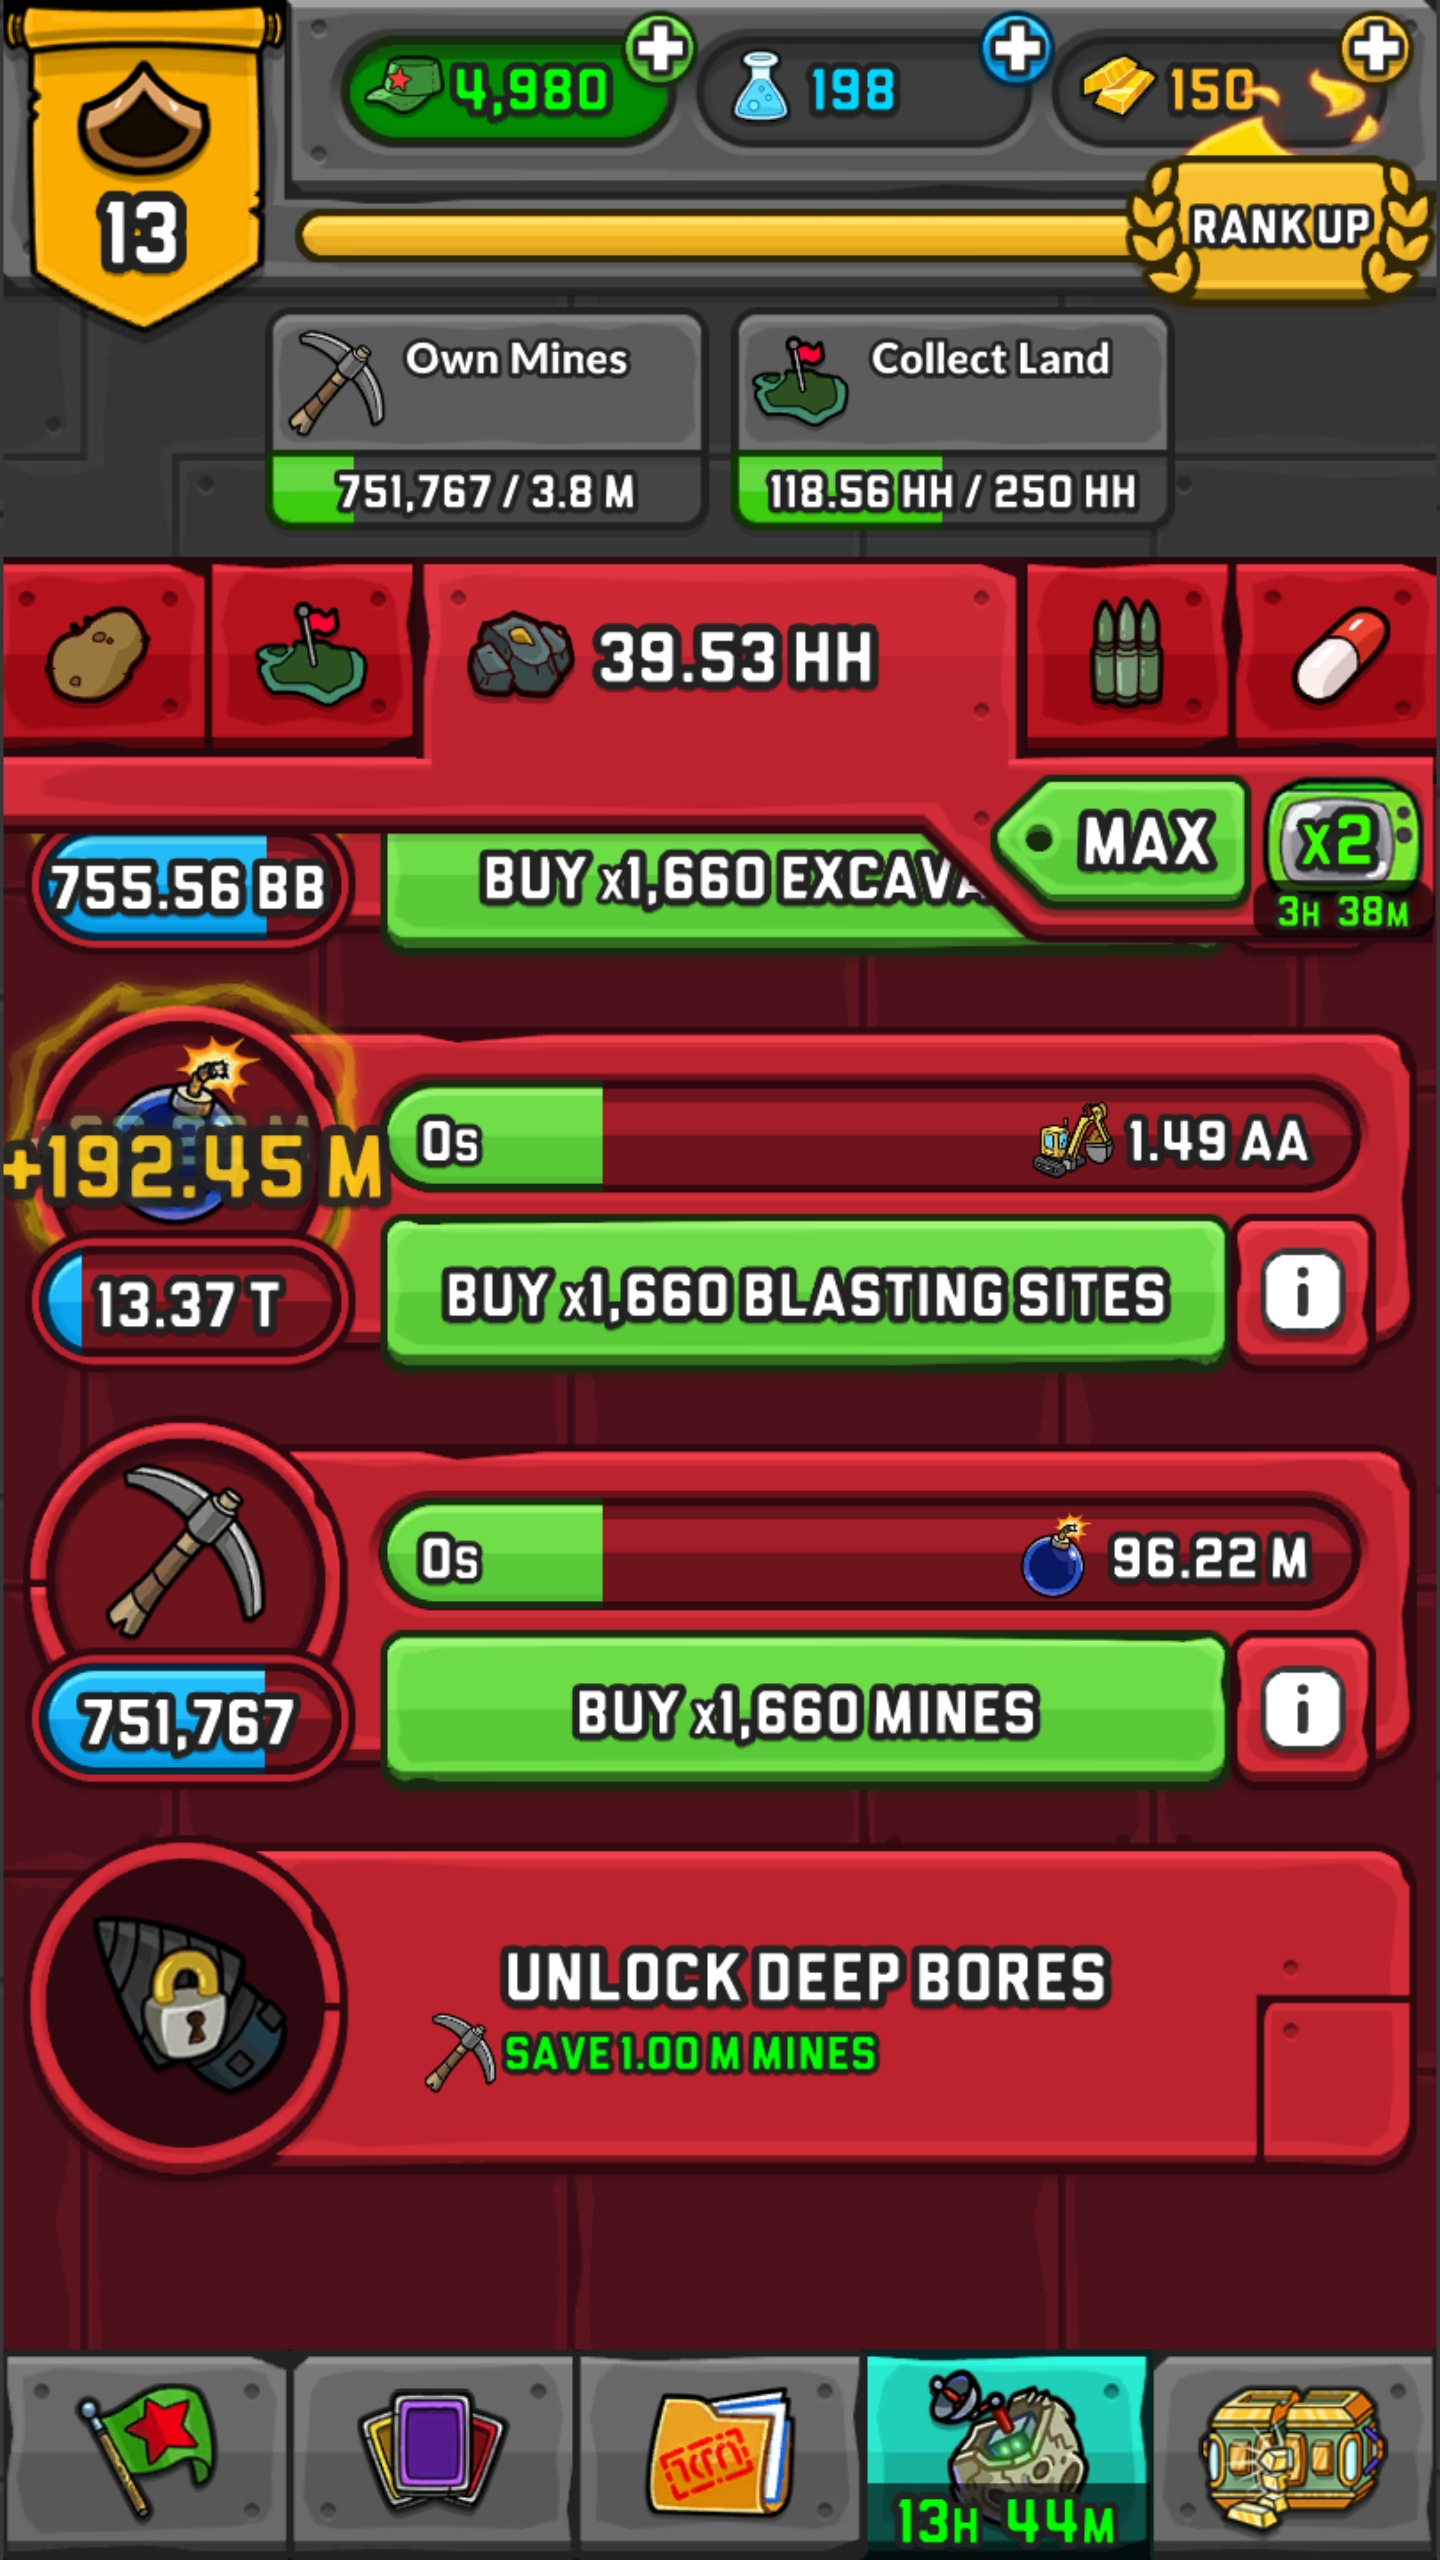 4,980
198
150
13
RANK UP
Own Mines
Collect Land
751,767 / 3.8 M
118.56 HH / 250 HH
39.53 HH
MAX
x2
3H 38M
755.56 BB
BUY x1,660 EXCAVA
+192.45 M
0s
1.49 AA
13.37 T
BUY x1,660 BLASTING SITES
i
0s
96.22 M
751,767
BUY x1,660 MINES
i
UNLOCK DEEP BORES
SAVE 1.00 M MINES
13H 44M